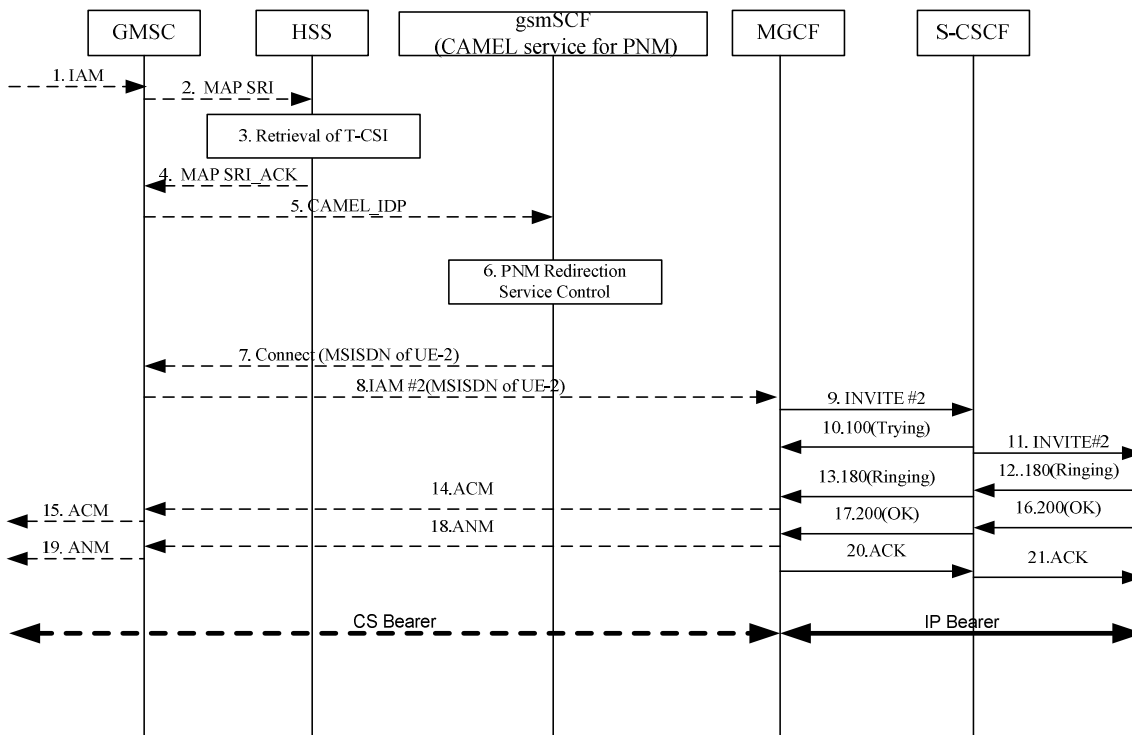 GMSC
HSS
gsmSCF
(CAMEL service for PNM)
MGCF
S-CSCF
1. IAM
2. MAP SRI
3. Retrieval of T-CSI
4. MAP SRI_ACK
5. CAMEL_IDP
6. PNM Redirection
Service Control
7. Connect (MSISDN of UE-2)
8.IAM #2(MSISDN of UE-2)
9. INVITE #2
10.100(Trying)
11. INVITE#2
12..180(Ringing)
13.180(Ringing)
14.ACM
15. ACM
16.200(OK)
17.200(OK)
18.ANM
19. ANM
20.ACK
21.ACK
CS Bearer
IP Bearer